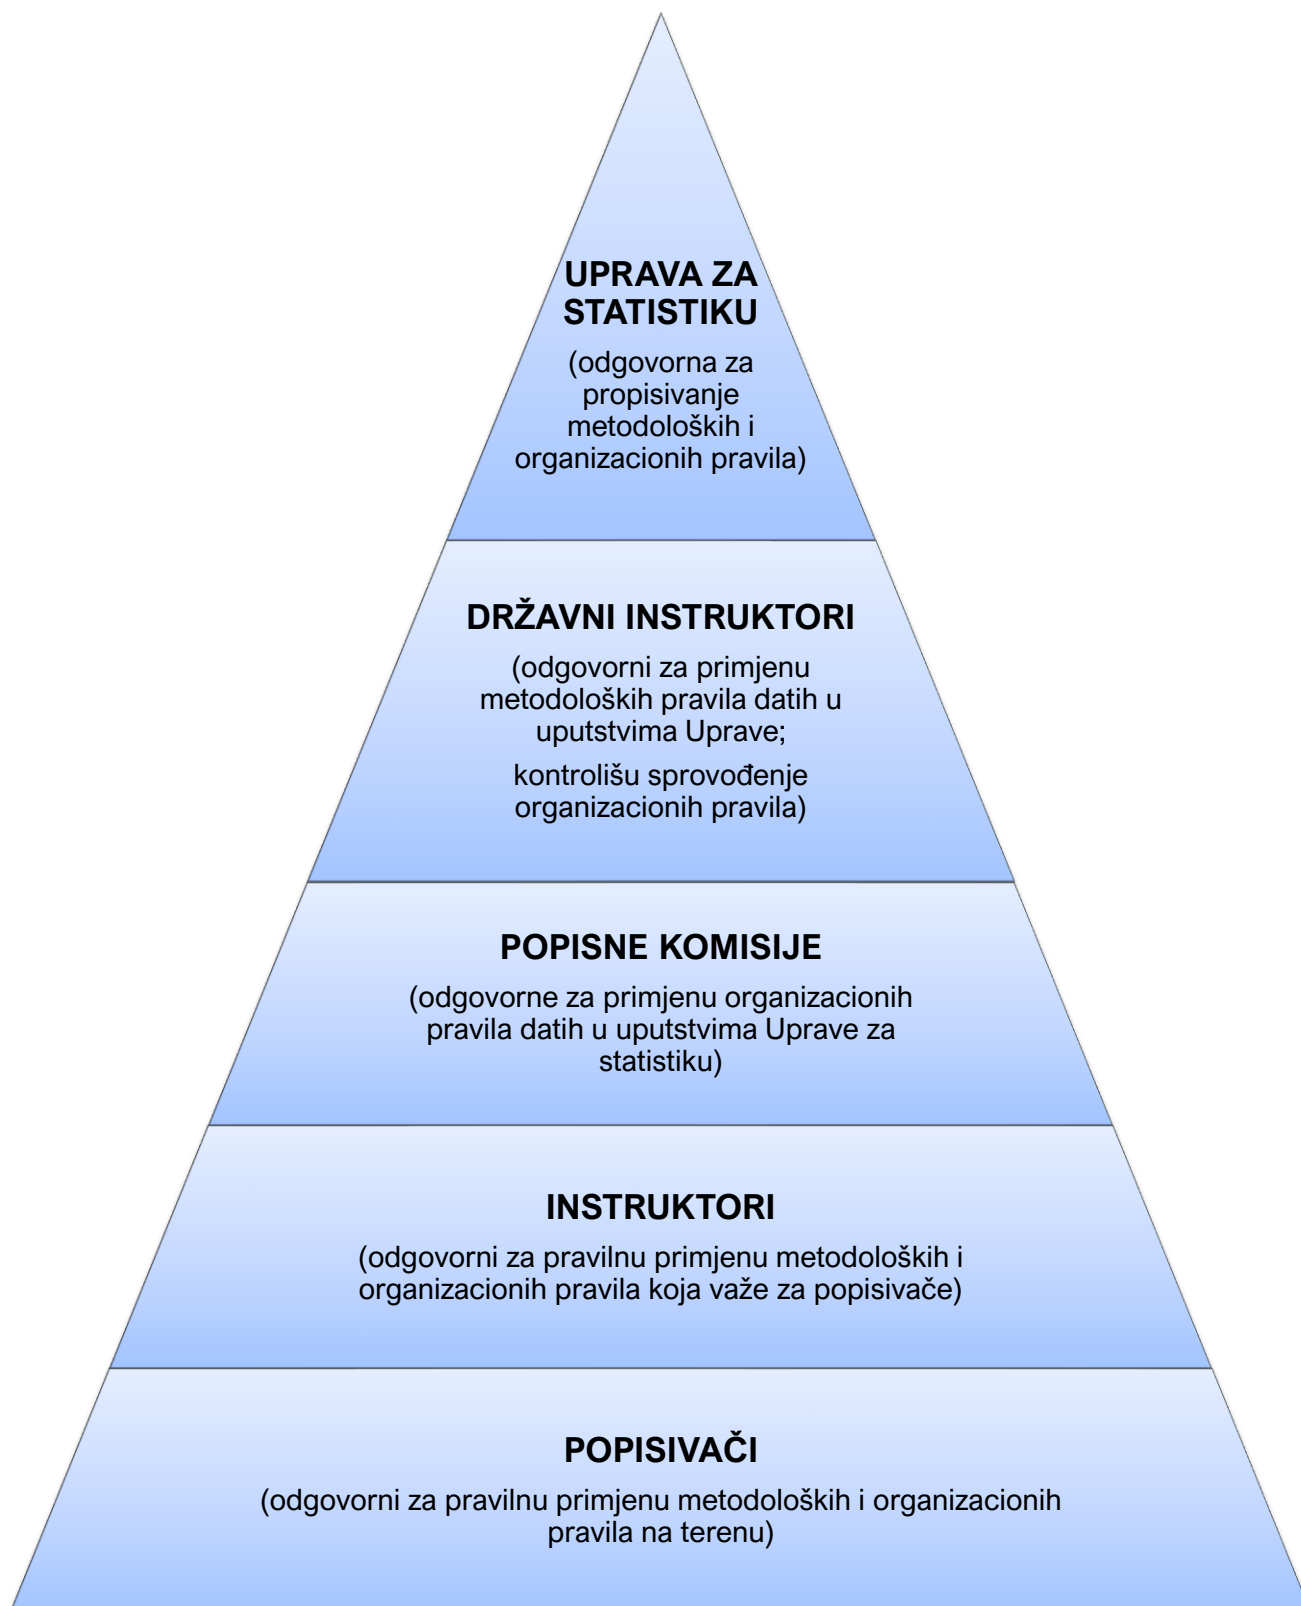 UPRAVA ZA
STATISTIKU
(odgovorna za
propisivanje
metodoloških i
organizacionih pravila)
DRŽAVNI INSTRUKTORI
(odgovorni za primjenu
metodoloških pravila datih u
uputstvima Uprave;
kontrolišu sprovođenje
organizacionih pravila)
POPISNE KOMISIJE
(odgovorne za primjenu organizacionih
pravila datih u uputstvima Uprave za
statistiku)
INSTRUKTORI
(odgovorni za pravilnu primjenu metodoloških i
organizacionih pravila koja važe za popisivače)
POPISIVAČI
(odgovorni za pravilnu primjenu metodoloških i organizacionih
pravila na terenu)